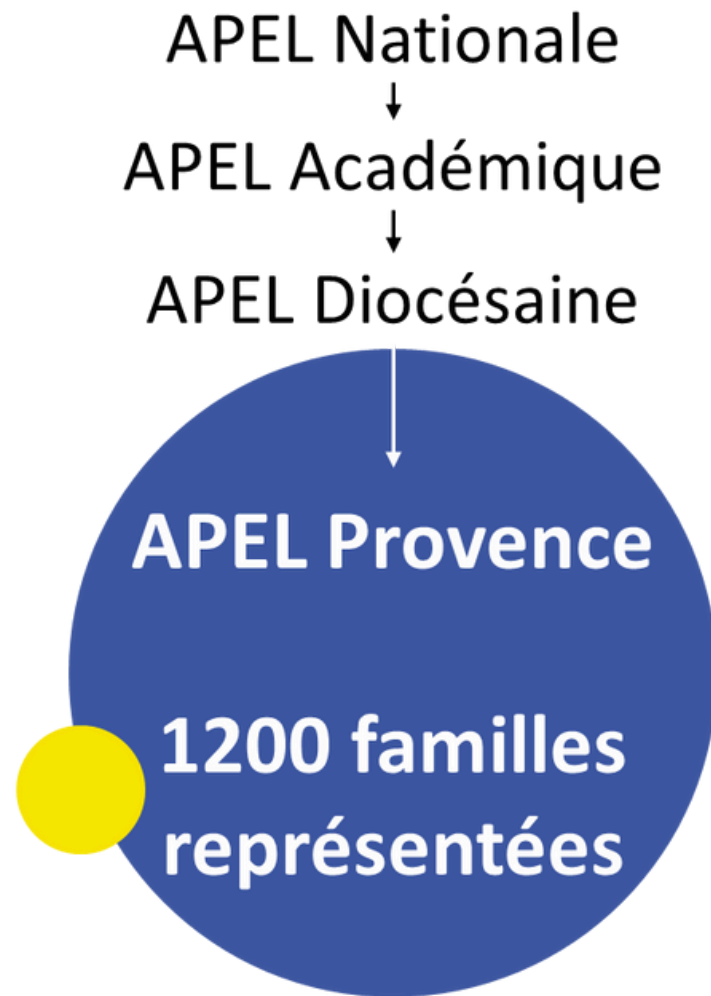 APEL Nationale
APEL Académique
APEL Diocésaine
APEL Provence
1200 familles
représentées